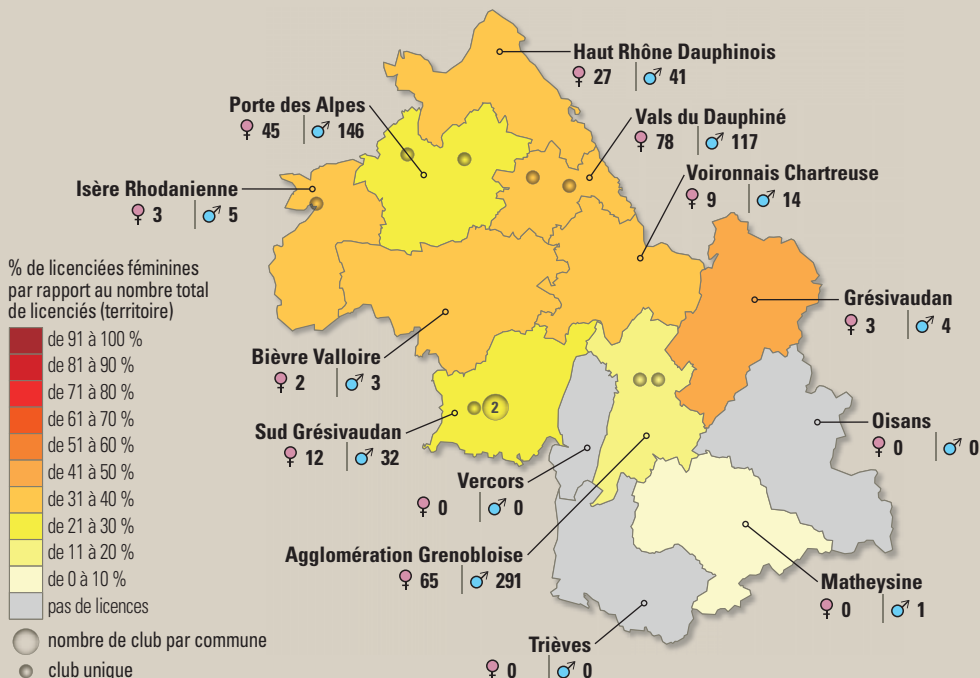 Haut Rhône Dauphinois
♀ 27 | ♂ 41
Porte des Alpes
♀ 45 | ♂ 146
Vals du Dauphiné
♀ 78 | ♂ 117
Isère Rhodanienne
♀ 3 | ♂ 5
Voironnais Chartreuse
♀ 9 | ♂ 14
% de licenciées féminines
par rapport au nombre total
de licenciés (territoire)
de 91 à 100 %
de 81 à 90 %
de 71 à 80 %
de 61 à 70 %
de 51 à 60 %
de 41 à 50 %
de 31 à 40 %
de 21 à 30 %
de 11 à 20 %
de 0 à 10 %
pas de licences
nombre de club par commune
club unique
Grésivaudan
♀ 3 | ♂ 4
Bièvre Valloire
♀ 2 | ♂ 3
2
Sud Grésivaudan
♀ 12 | ♂ 32
Oisans
♀ 0 | ♂ 0
Vercors
♀ 0 | ♂ 0
Agglomération Grenobloise
♀ 65 | ♂ 291
Matheysine
♀ 0 | ♂ 1
Trièves
♀ 0 | ♂ 0